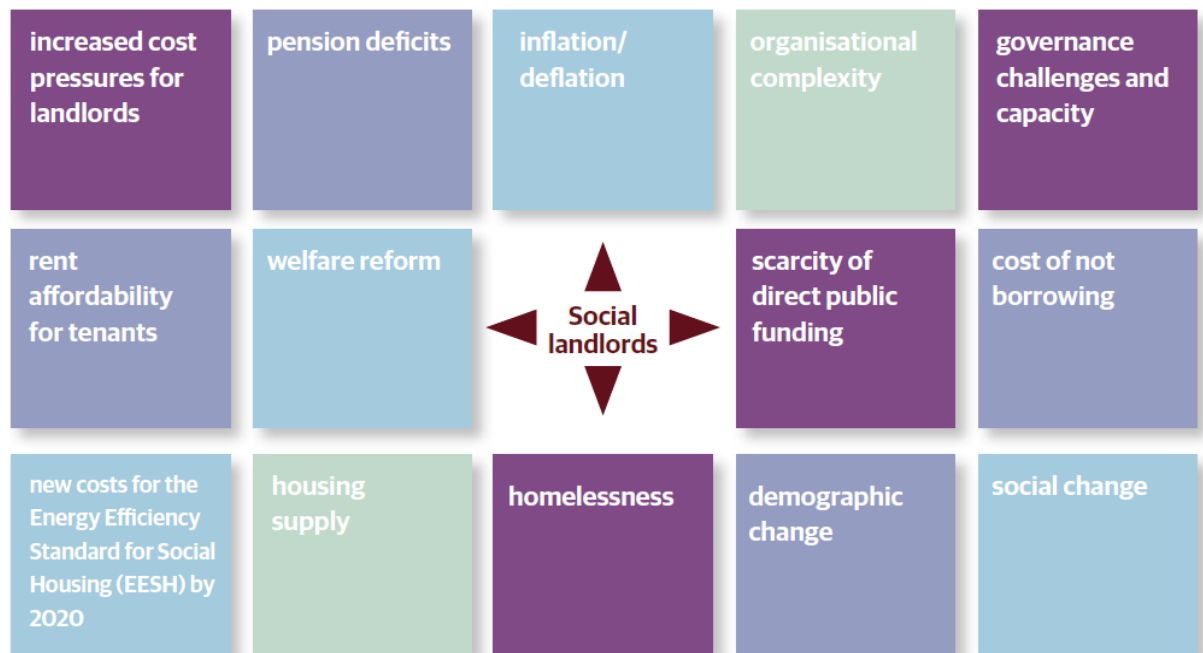 increased cost
pressures for
landlords
pension deficits
inflation/
deflation
organisational
complexity
governance
challenges and
capacity
rent
affordability
for tenants
welfare reform
Social
landlords
scarcity of
direct public
funding
cost of not
borrowing
new costs for the
Energy Efficiency
Standard for Social
Housing (EESH) by
2020
housing
supply
homelessness
demographic
change
social change